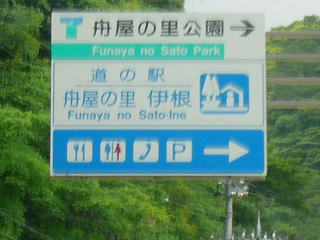 舟屋の里公園
Funaya no Sato Park
道の駅
舟屋の里 伊根
Funaya no Sato-Ine
P